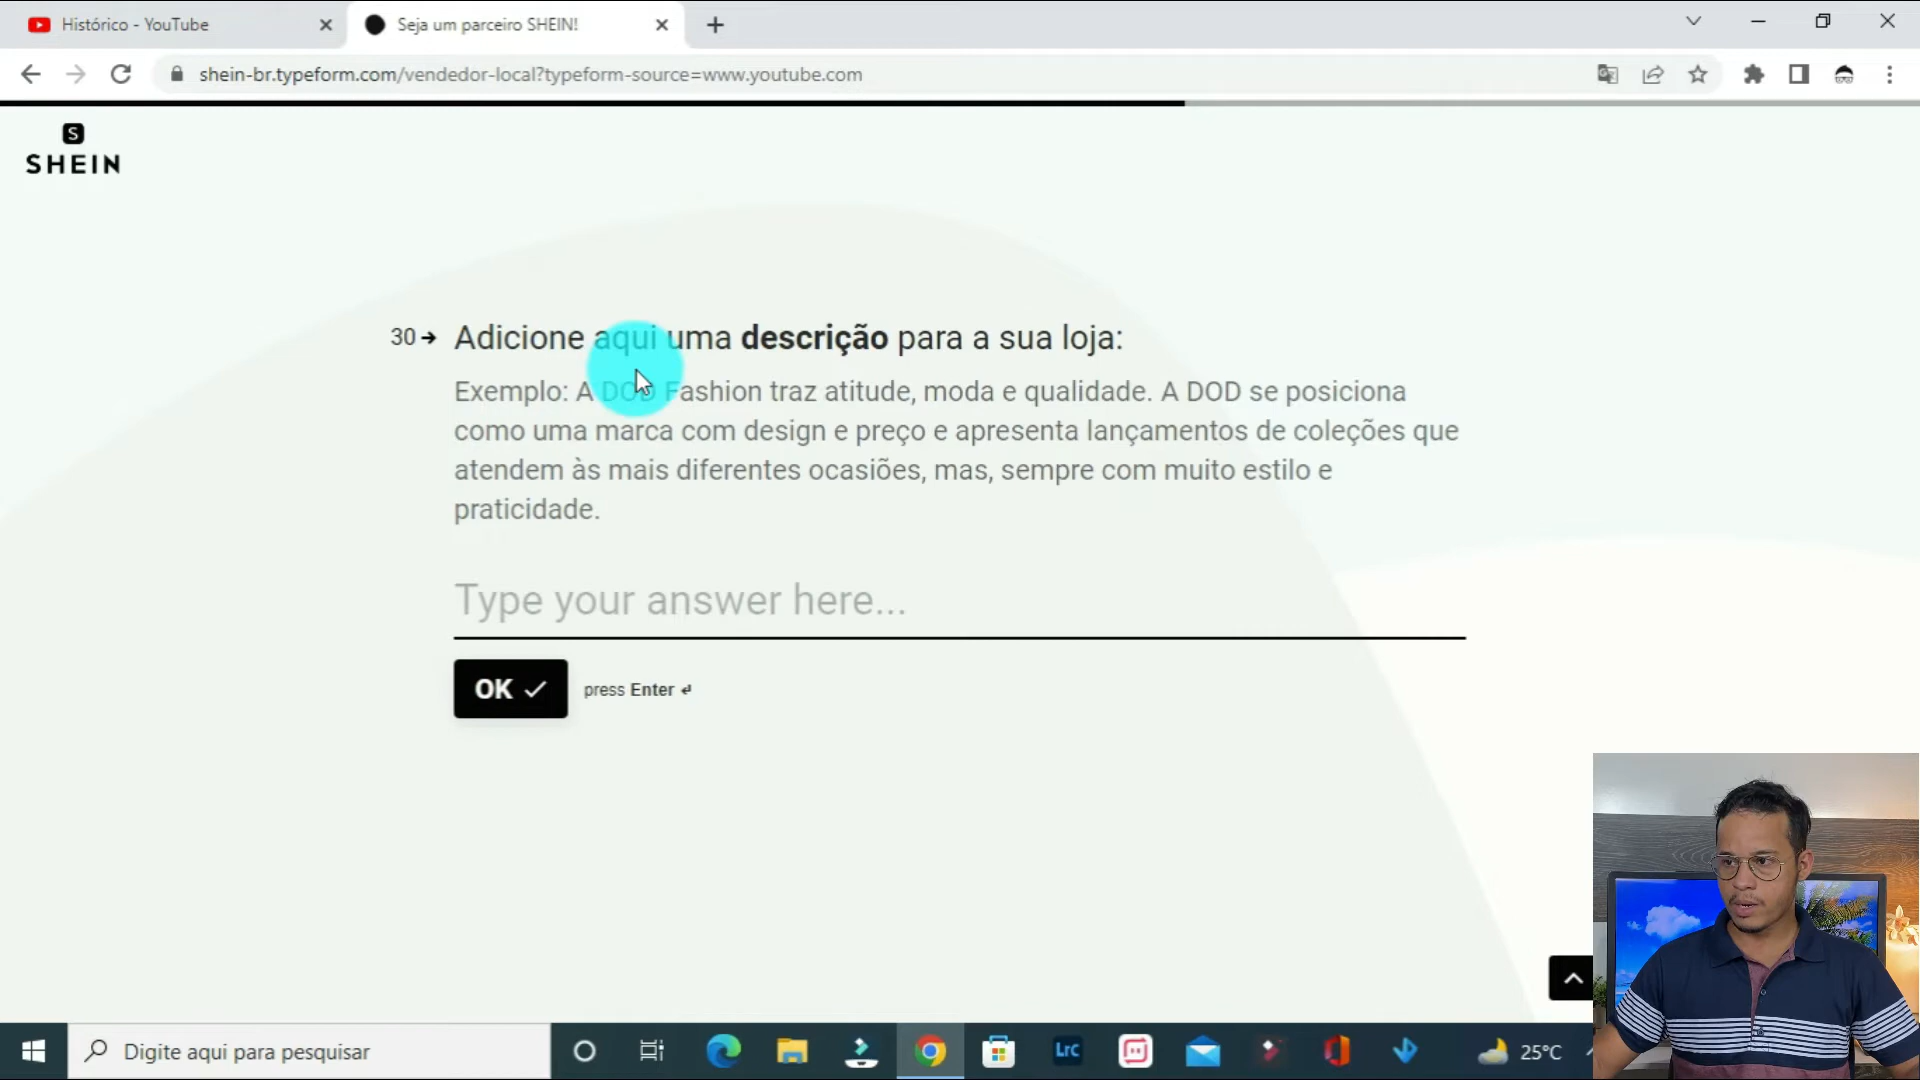 Histórico - YouTube
Seja um parceiro SHEIN!
shein-br.typeform.com/vendedor-local?typeform-source=www.youtube.com
S
SHEIN
30 → Adicione aqui uma descrição para a sua loja:
Exemplo: A DOD Fashion traz atitude, moda e qualidade. A DOD se posiciona
como uma marca com design e preço e apresenta lançamentos de coleções que
atendem às mais diferentes ocasiões, mas, sempre com muito estilo e
praticidade.
Type your answer here...
OK ✓ press Enter ↵
Digite aqui para pesquisar
LrC
25°C